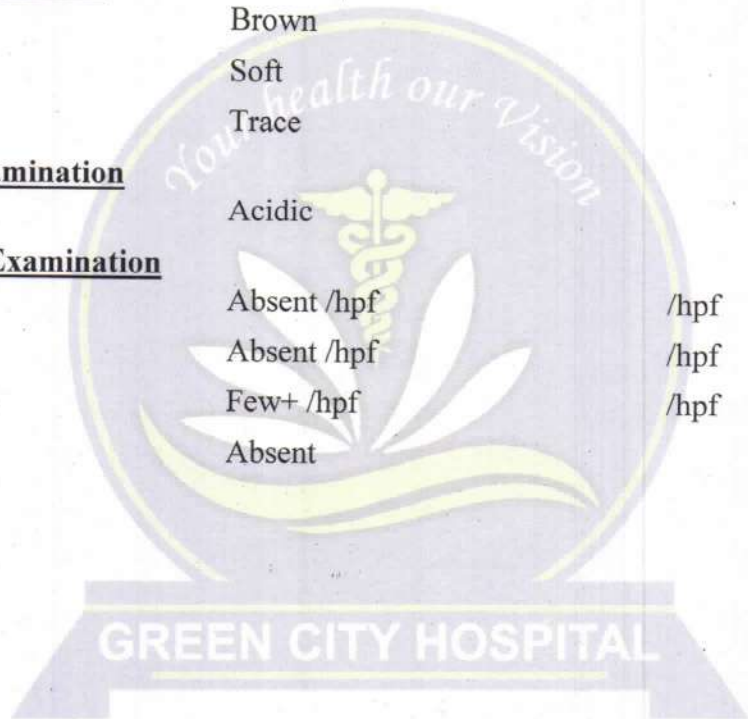 Brown
Soft
Trace
mination
Acidic
Examination
Absent /hpf /hpf
Absent /hpf /hpf
Few+ /hpf /hpf
Absent
Your health our Vision
GREEN CITY HOSPITAL